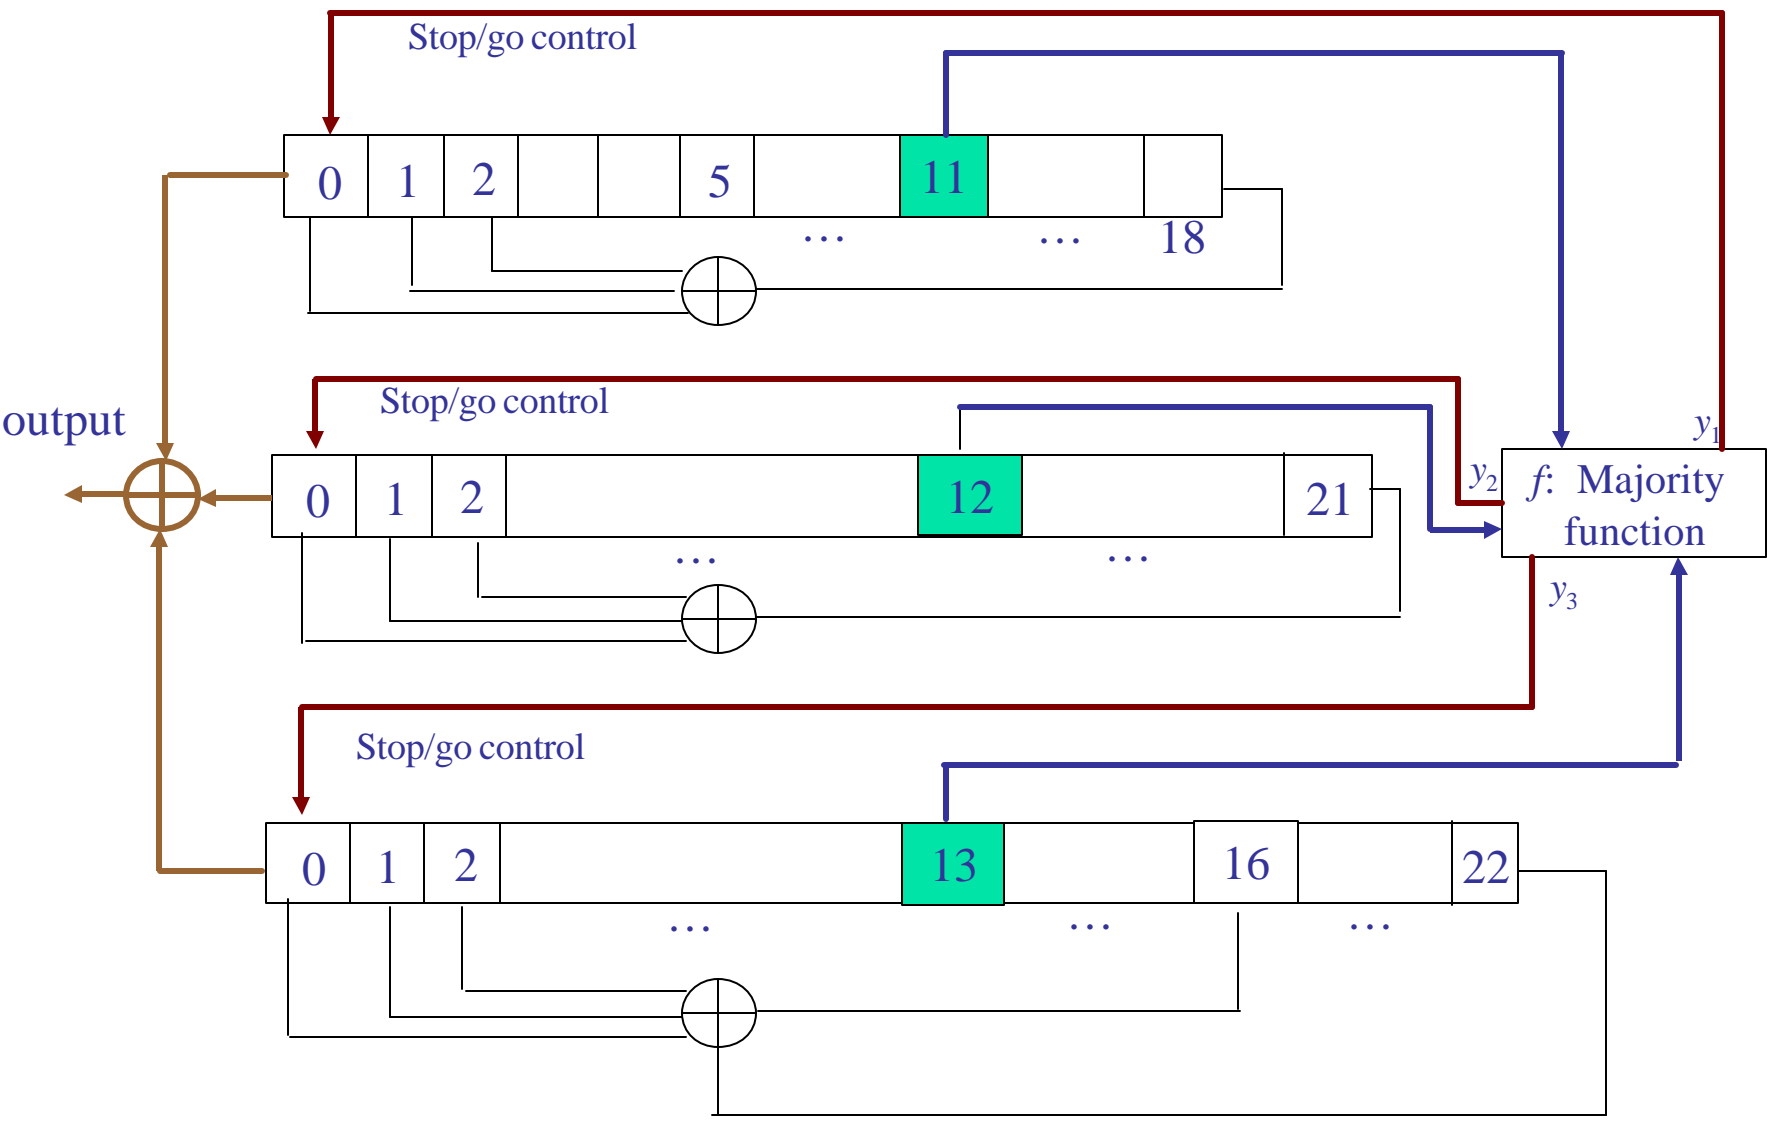 Stop/go control
0 1 2 5 11
… … 18
Stop/go control
output
y1
0 1 2 12 21
y2 f: Majority
function
… …
y3
Stop/go control
0 1 2 13 16 22
… … …